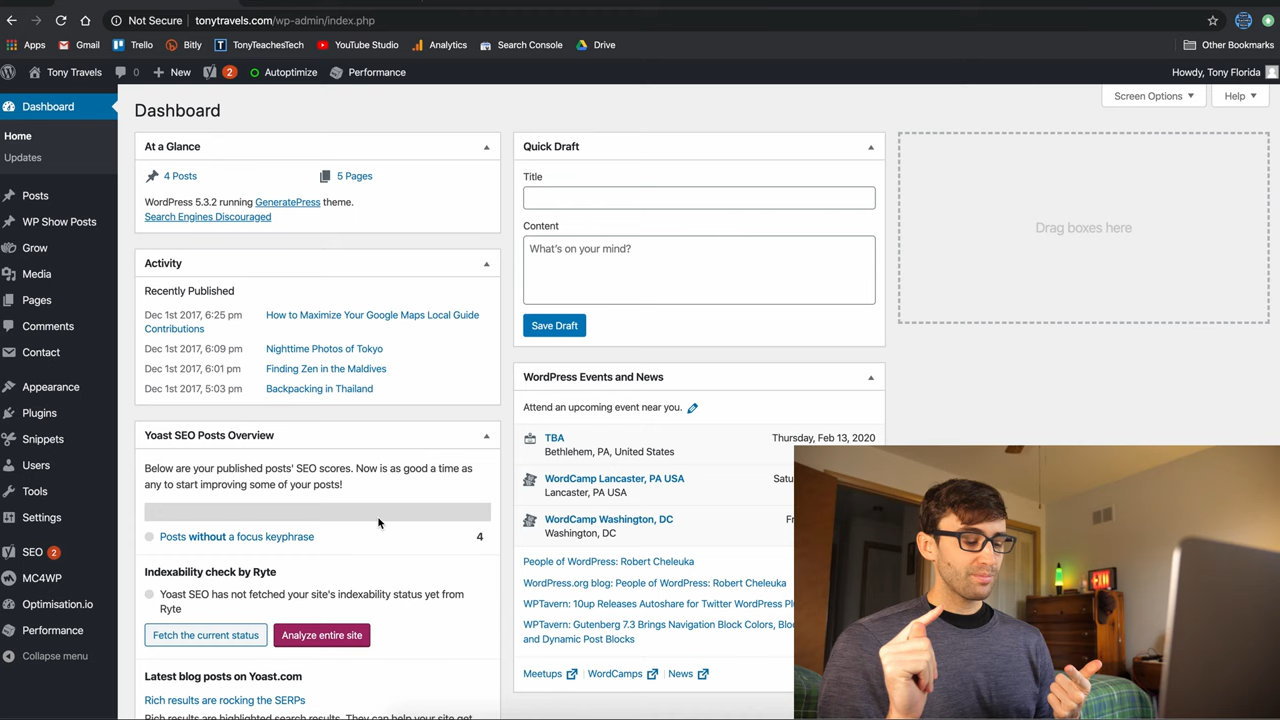 Not Secure
tonytravels.com/wp-admin/index.php
Apps
Gmail
Trello
Bitly
TonyTeachesTech
YouTube Studio
Analytics
Search Console
Drive
Other Bookmarks
Tony Travels
0
New
2
Autoptimize
Performance
Howdy, Tony Florida
Dashboard
Home
Updates
Posts
WP Show Posts
Grow
Media
Pages
Comments
Contact
Appearance
Plugins
Snippets
Users
Tools
Settings
SEO 2
MC4WP
Optimisation.io
Performance
Collapse menu
Dashboard
Screen Options
Help
At a Glance
4 Posts
5 Pages
WordPress 5.3.2 running GeneratePress theme.
Search Engines Discouraged
Activity
Recently Published
Dec 1st 2017, 6:25 pm How to Maximize Your Google Maps Local Guide
Contributions
Dec 1st 2017, 6:09 pm Nighttime Photos of Tokyo
Dec 1st 2017, 6:01 pm Finding Zen in the Maldives
Dec 1st 2017, 5:03 pm Backpacking in Thailand
Yoast SEO Posts Overview
Below are your published posts' SEO scores. Now is as good a time as
any to start improving some of your posts!
Posts without a focus keyphrase 4
Indexability check by Ryte
Yoast SEO has not fetched your site's indexability status yet from
Ryte
Fetch the current status
Analyze entire site
Latest blog posts on Yoast.com
Rich results are rocking the SERPs
Rich results are highlighted search results. They can help your site get
Quick Draft
Title
Content
What's on your mind?
Save Draft
WordPress Events and News
Attend an upcoming event near you.
TBA Thursday, Feb 13, 2020
Bethlehem, PA, United States
WordCamp Lancaster, PA USA
Lancaster, PA USA
WordCamp Washington, DC
Washington, DC
People of WordPress: Robert Cheleuka
WordPress.org blog: People of WordPress: Robert Cheleuka
WPTavern: 10up Releases Autoshare for Twitter WordPress
WPTavern: Gutenberg 7.3 Brings Navigation Block Colors,
and Dynamic Post Blocks
Meetups
WordCamps
News
Drag boxes here